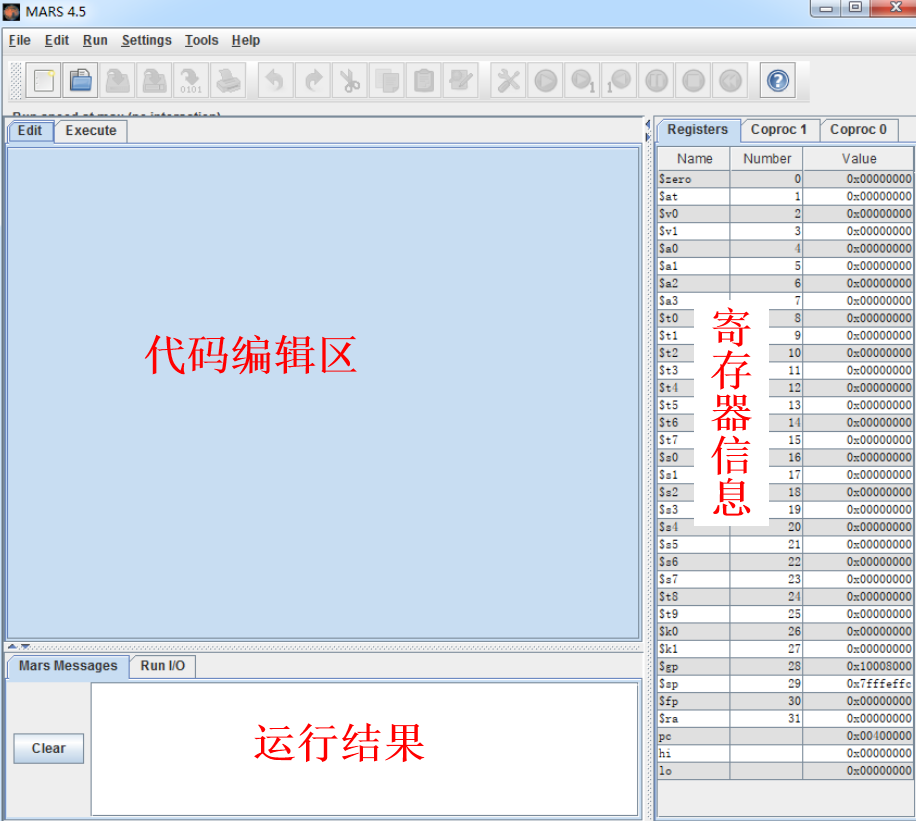 MARS 4.5
File Edit Run Settings Tools Help
Edit Execute
Registers Coproc 1 Coproc 0
Name Number Value
$zero 0 0x00000000
$at 1 0x00000000
$v0 2 0x00000000
$v1 3 0x00000000
$a0 4 0x00000000
$a1 5 0x00000000
$a2 6 0x00000000
$a3 7 0x00000000
$t0 8 0x00000000
$t1 9 0x00000000
$t2 10 0x00000000
$t3 11 0x00000000
$t4 12 0x00000000
$t5 13 0x00000000
$t6 14 0x00000000
$t7 15 0x00000000
$s0 16 0x00000000
$s1 17 0x00000000
$s2 18 0x00000000
$s3 19 0x00000000
$s4 20 0x00000000
$s5 21 0x00000000
$s6 22 0x00000000
$s7 23 0x00000000
$t8 24 0x00000000
$t9 25 0x00000000
$k0 26 0x00000000
$k1 27 0x00000000
$gp 28 0x10008000
$sp 29 0x7fffeffc
$fp 30 0x00000000
$ra 31 0x00000000
pc 0x00400000
hi 0x00000000
lo 0x00000000
代码编辑区
寄存器信息
Mars Messages Run I/O
Clear
运行结果